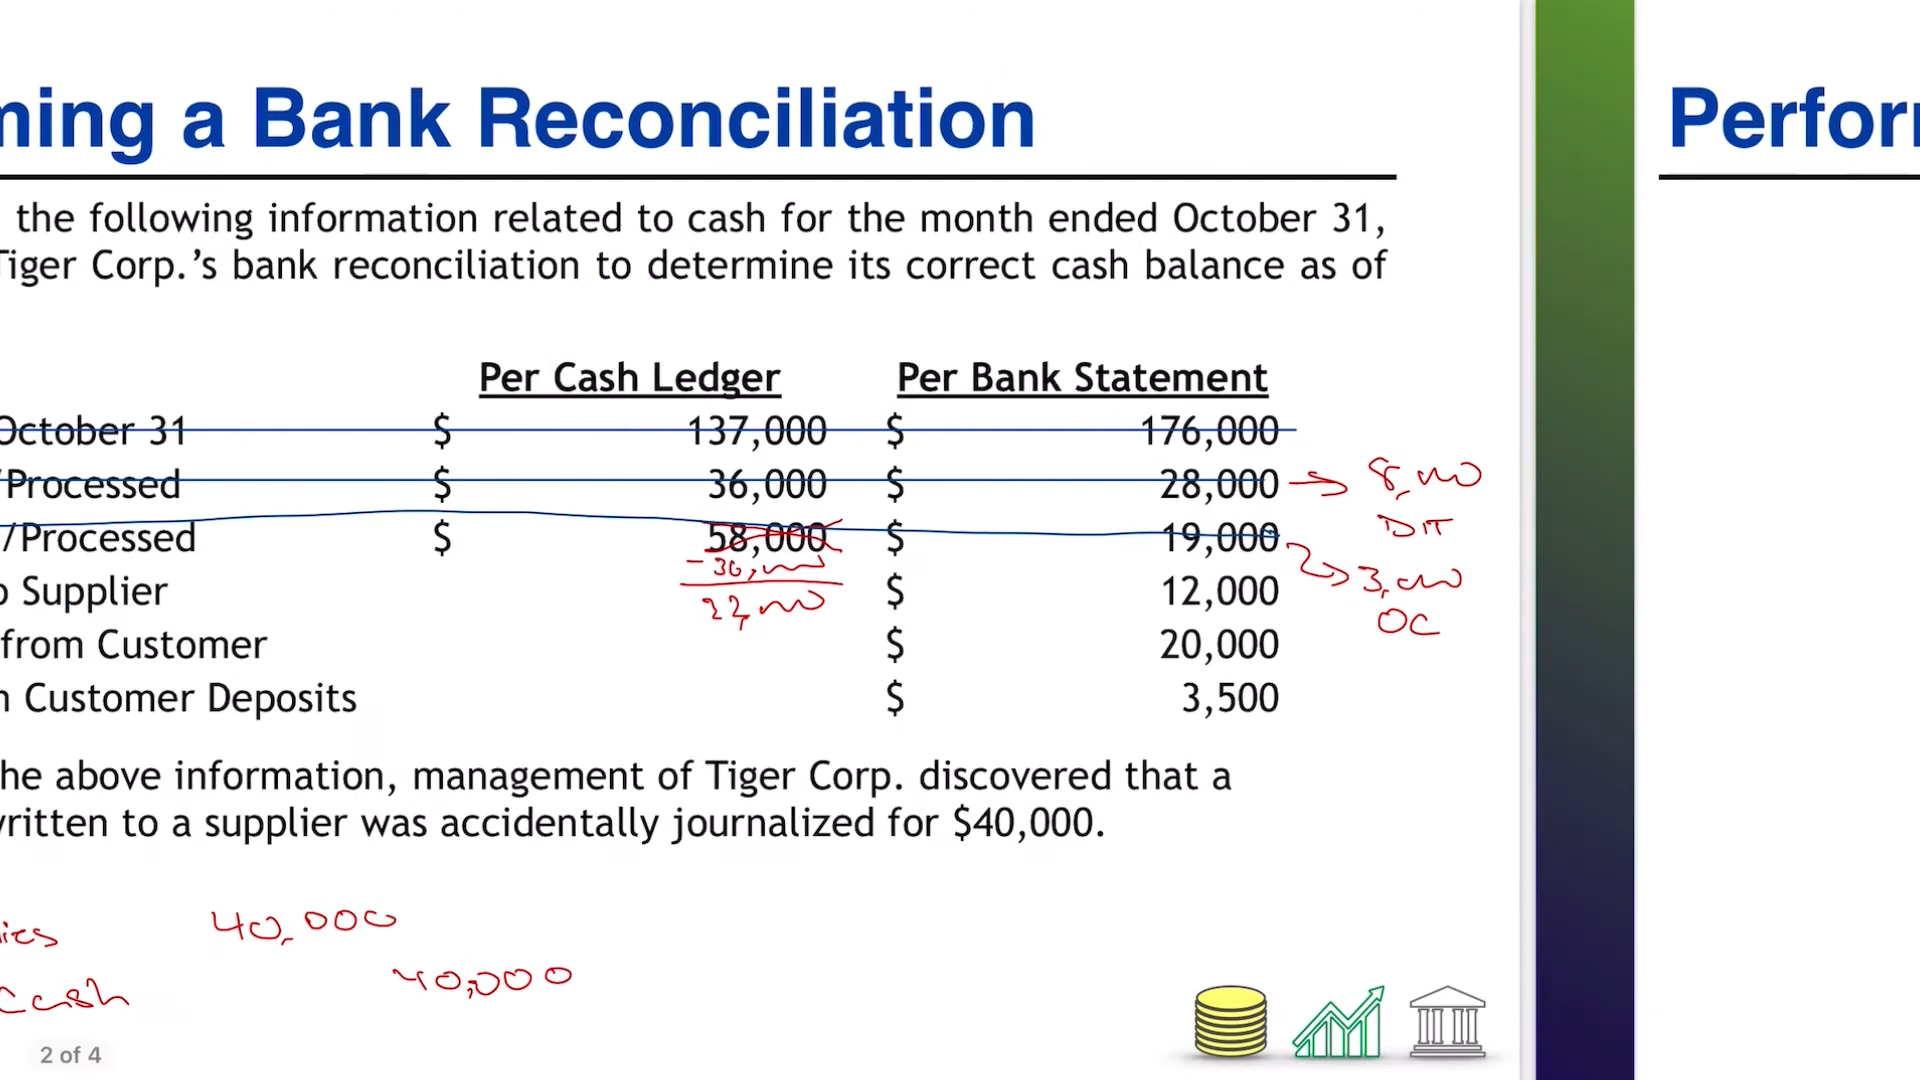 ming a Bank Reconciliation
Perfor
the following information related to cash for the month ended October 31,
Tiger Corp.'s bank reconciliation to determine its correct cash balance as of
Per Cash Ledger Per Bank Statement
October 31 $ 137,000 $ 176,000
/Processed $ 36,000 $ 28,000 8,000
DIT
/Processed $ 58,000 $ 19,000
-36,000
3,000
o Supplier $ 12,000
22,000
OC
from Customer $ 20,000
n Customer Deposits $ 3,500
he above information, management of Tiger Corp. discovered that a
written to a supplier was accidentally journalized for $40,000.
lies 40,000
Cash 40,000
2 of 4